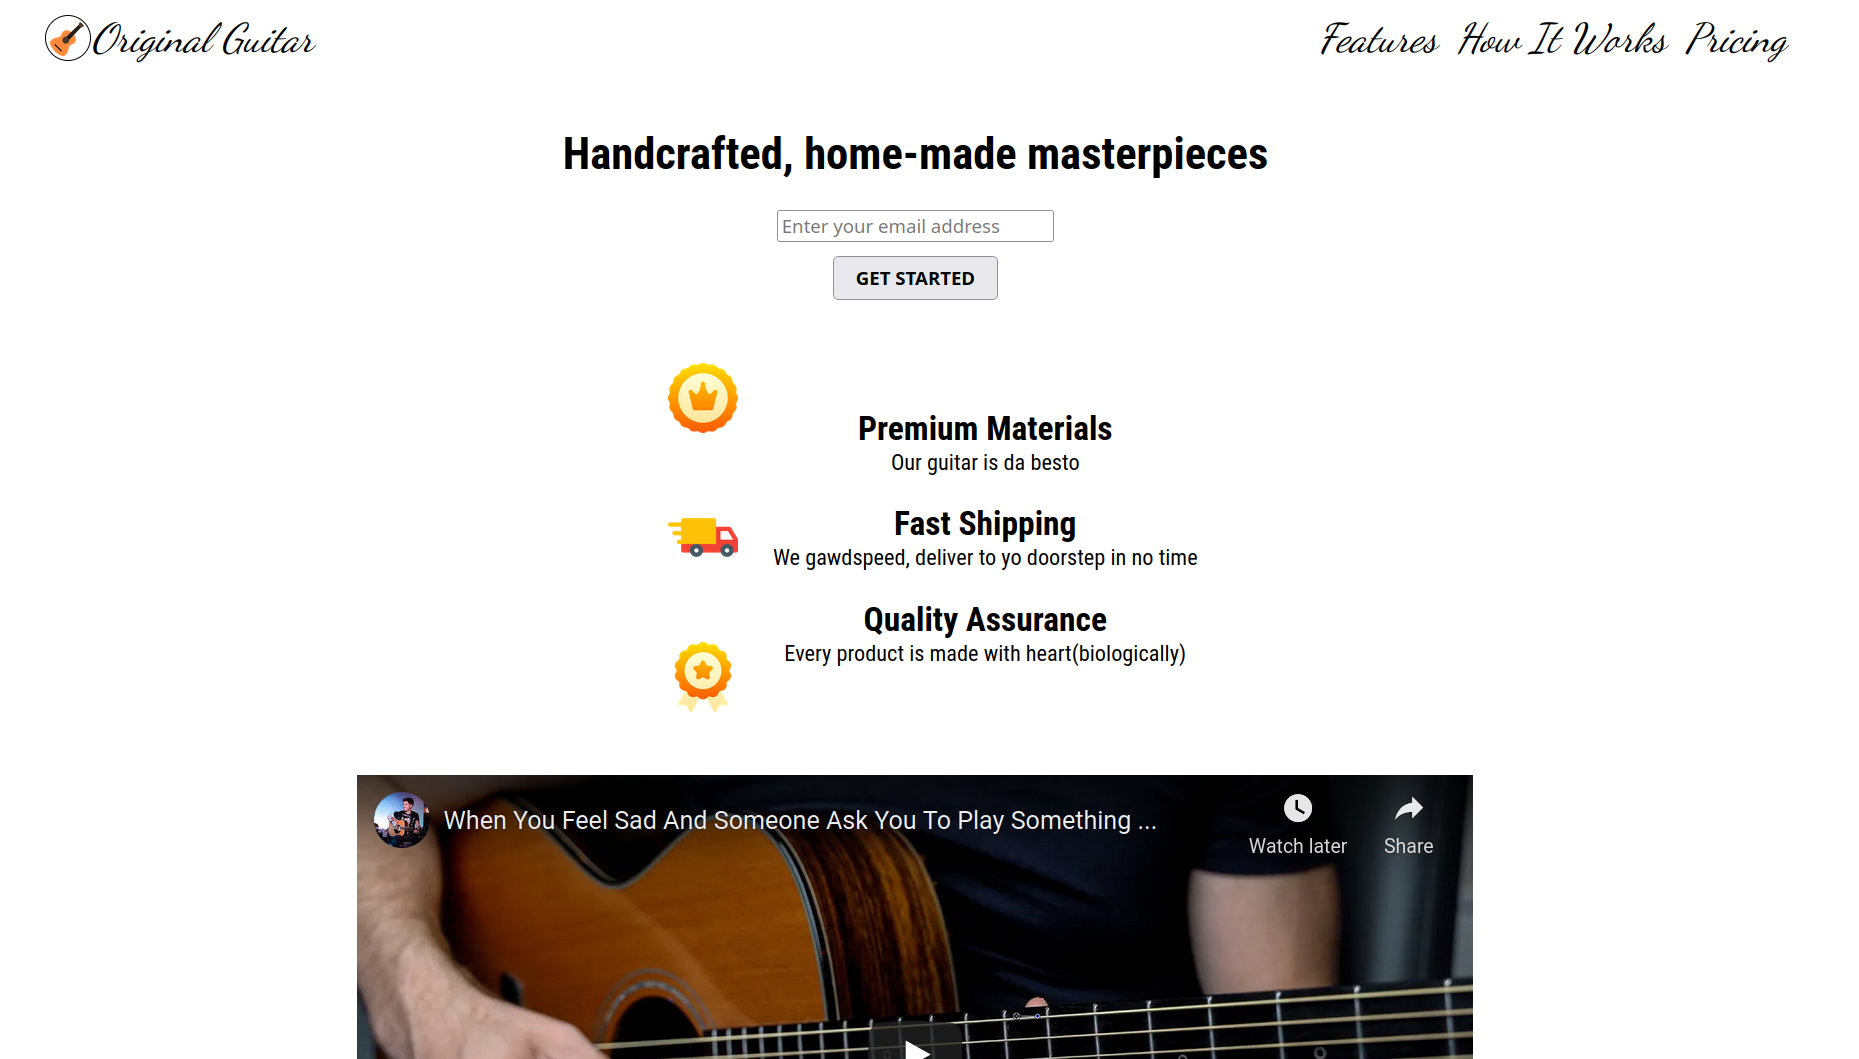 Original Guitar
Features How It Works Pricing
Handcrafted, home-made masterpieces
Enter your email address
GET STARTED
Premium Materials
Our guitar is da besto
Fast Shipping
We gawdspeed, deliver to yo doorstep in no time
Quality Assurance
Every product is made with heart(biologically)
When You Feel Sad And Someone Ask You To Play Something ...
Watch later
Share